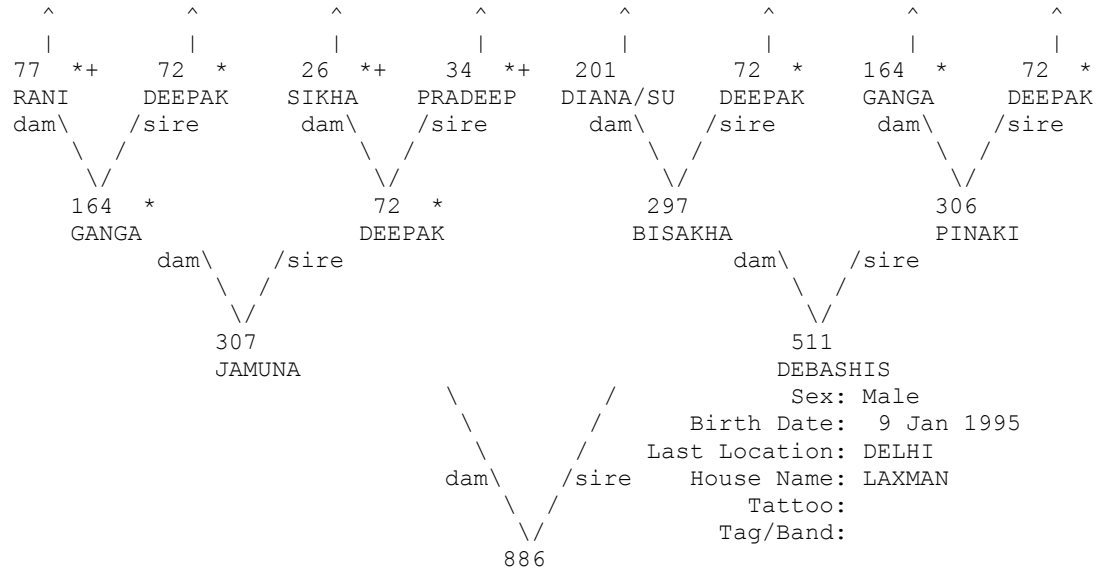 ^ ^ ^ ^ ^ ^ ^ ^
| | | | | | | |
77 *+ 72 * 26 *+ 34 *+ 201 72 * 164 * 72 *
RANI DEEPAK SIKHA PRADEEP DIANA/SU DEEPAK GANGA DEEPAK
dam\ /sire dam\ /sire dam\ /sire dam\ /sire
\ / \ / \ / \ /
\/ \/ \/ \/
164 * 72 * 297 306
GANGA DEEPAK BISAKHA PINAKI
dam\ /sire dam\ /sire
\ / \ /
\/ \/
307 511
JAMUNA DEBASHIS
\ / Sex: Male
\ / Birth Date: 9 Jan 1995
\ / Last Location: DELHI
dam\ /sire House Name: LAXMAN
\ / Tattoo:
\/ Tag/Band:
886